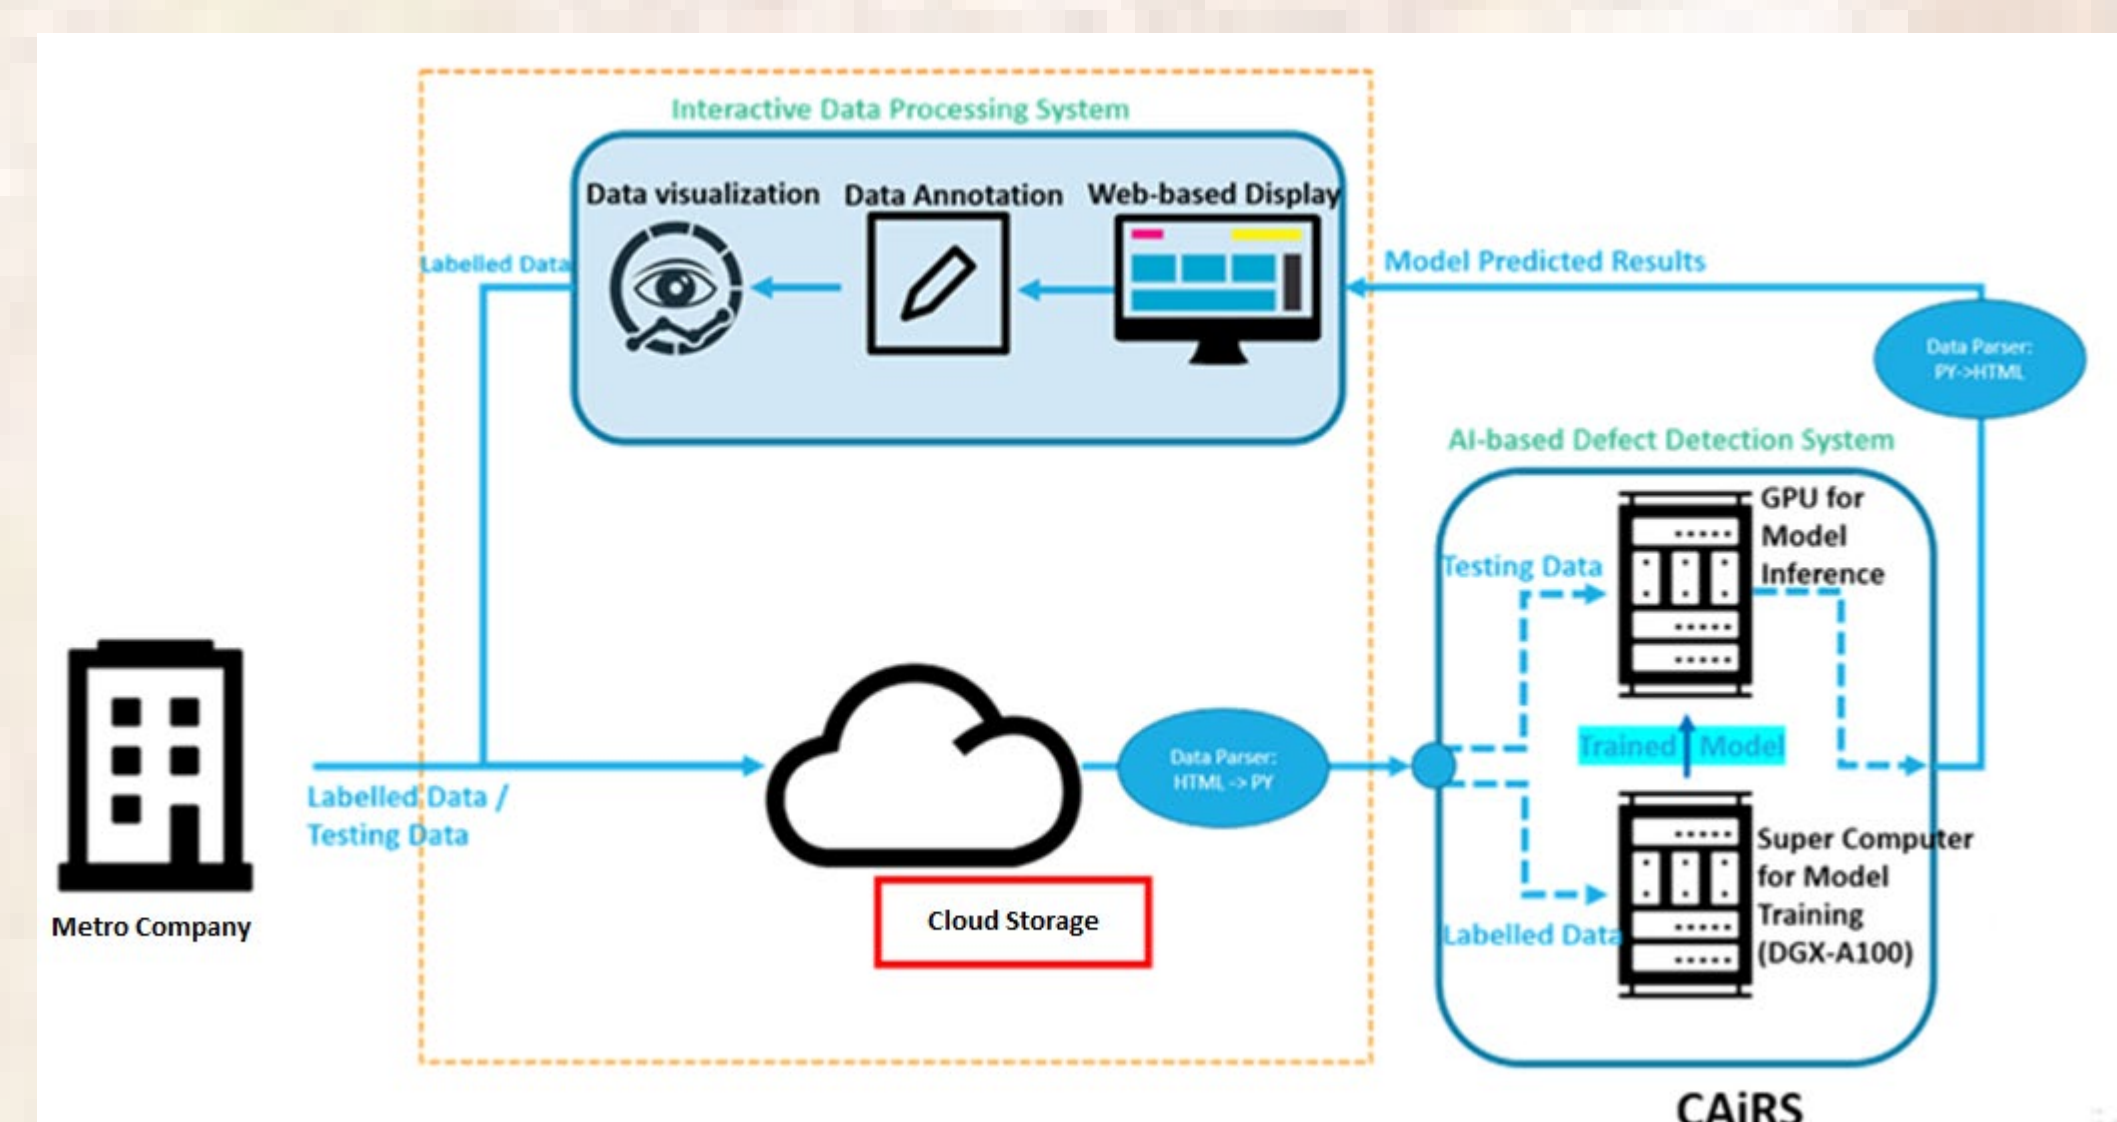 Interactive Data Processing System
Data visualization
Data Annotation
Web-based Display
Labelled Data
Model Predicted Results
Data Parser:
PY->HTML
AI-based Defect Detection System
GPU for
Model
Inference
Testing Data
Trained Model
Data Parser:
HTML -> PY
Labelled Data /
Testing Data
Super Computer
for Model
Training
(DGX-A100)
Labelled Data
Cloud Storage
Metro Company
CAiRS